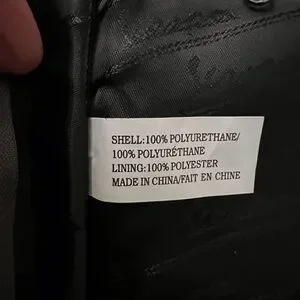 SHELL:100% POLYURETHANE/
100% POLYURÉTHANE
LINING:100% POLYESTER
MADE IN CHINA/FAIT EN CHINE